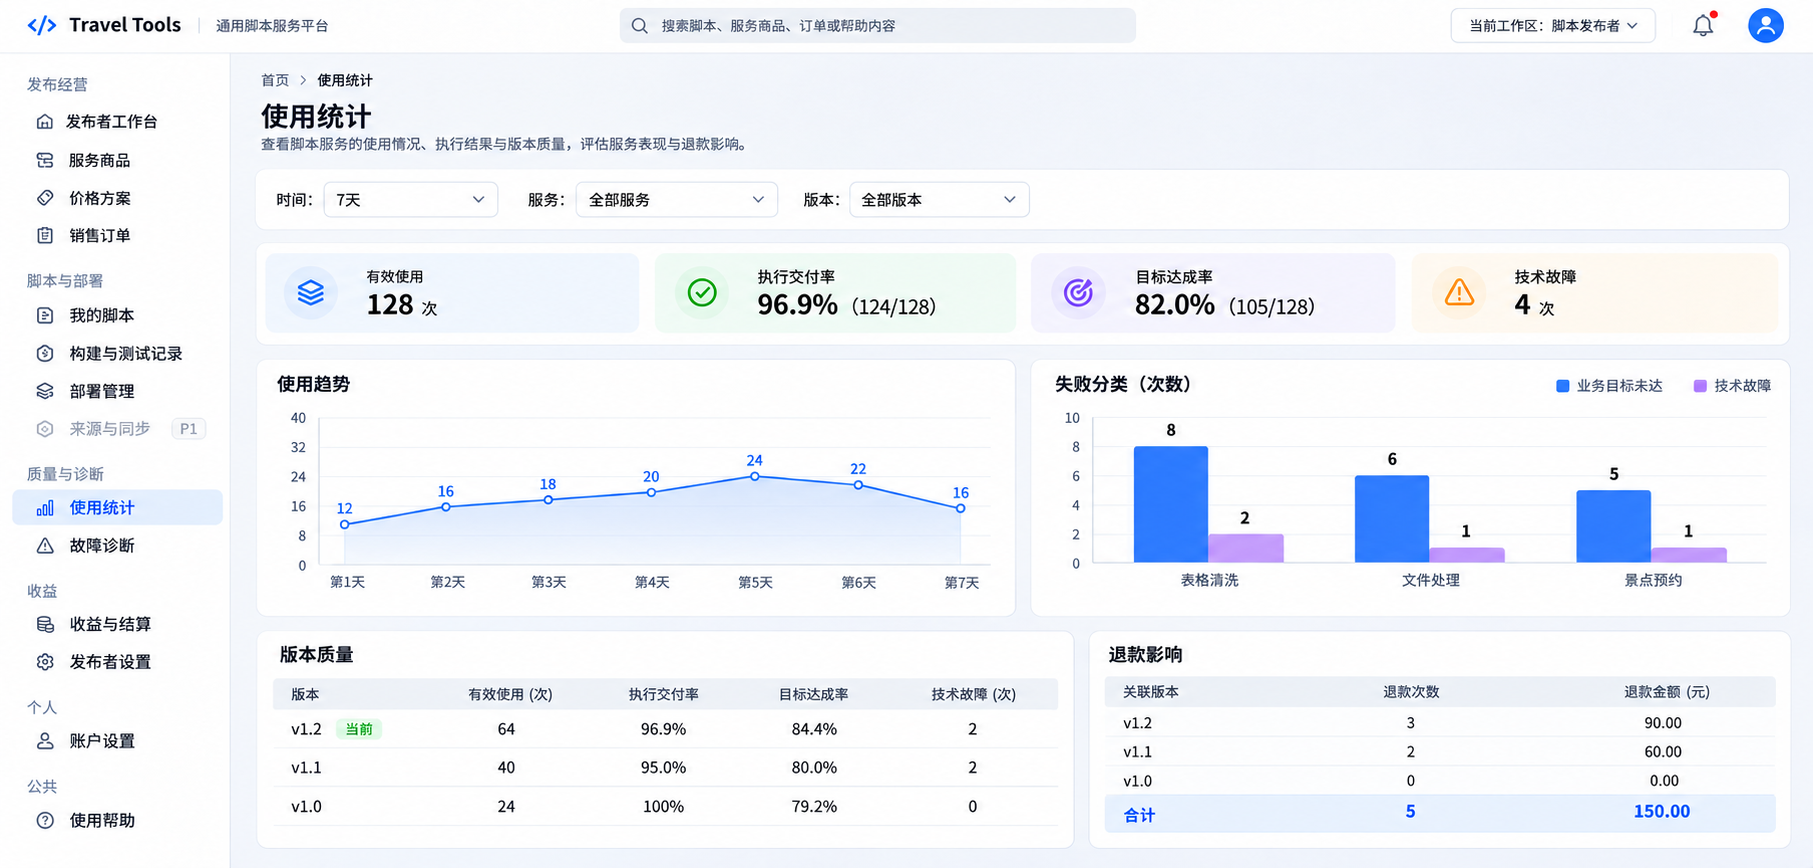 </> Travel Tools | 通用脚本服务平台
搜索脚本、服务商品、订单或帮助内容
当前工作区：脚本发布者
发布经营
发布者工作台
服务商品
价格方案
销售订单
脚本与部署
我的脚本
构建与测试记录
部署管理
来源与同步 P1
质量与诊断
使用统计
故障诊断
收益
收益与结算
发布者设置
个人
账户设置
公共
使用帮助
首页 > 使用统计
使用统计
查看脚本服务的使用情况、执行结果与版本质量，评估服务表现与退款影响。
时间： 7天 服务： 全部服务 版本： 全部版本
有效使用
128 次
执行交付率
96.9%（124/128）
目标达成率
82.0%（105/128）
技术故障
4 次
使用趋势
40
32
24
16
8
0
12 16 18 20 24 22 16
第1天 第2天 第3天 第4天 第5天 第6天 第7天
失败分类（次数）
业务目标未达 技术故障
10
8
6
4
2
0
8 2 6 1 5 1
表格清洗 文件处理 景点预约
版本质量
版本 有效使用 (次) 执行交付率 目标达成率 技术故障 (次)
v1.2 当前 64 96.9% 84.4% 2
v1.1 40 95.0% 80.0% 2
v1.0 24 100% 79.2% 0
退款影响
关联版本 退款次数 退款金额 (元)
v1.2 3 90.00
v1.1 2 60.00
v1.0 0 0.00
合计 5 150.00